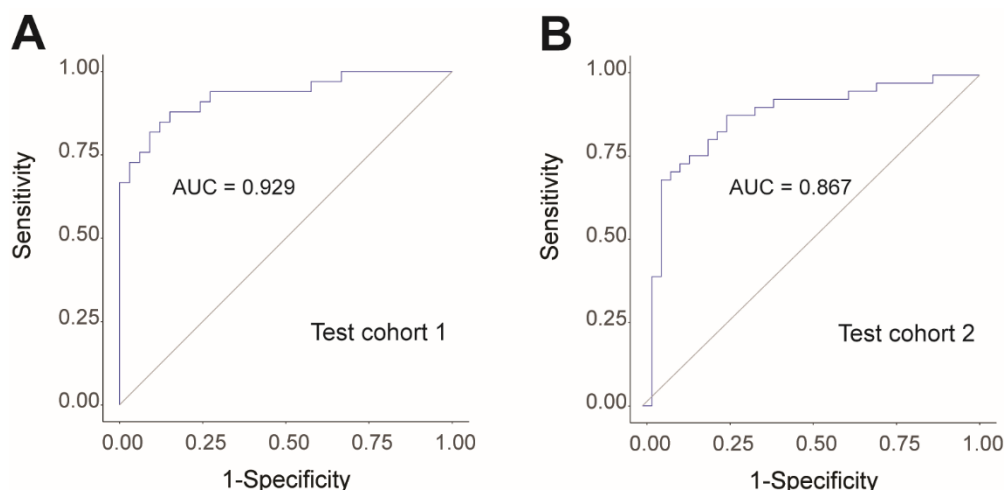 A
1.00
0.75
0.50
0.25
0.00
Sensitivity
AUC = 0.929
Test cohort 1
0.00 0.25 0.50 0.75 1.00
1-Specificity
B
1.00
0.75
0.50
0.25
0.00
Sensitivity
AUC = 0.867
Test cohort 2
0.00 0.25 0.50 0.75 1.00
1-Specificity